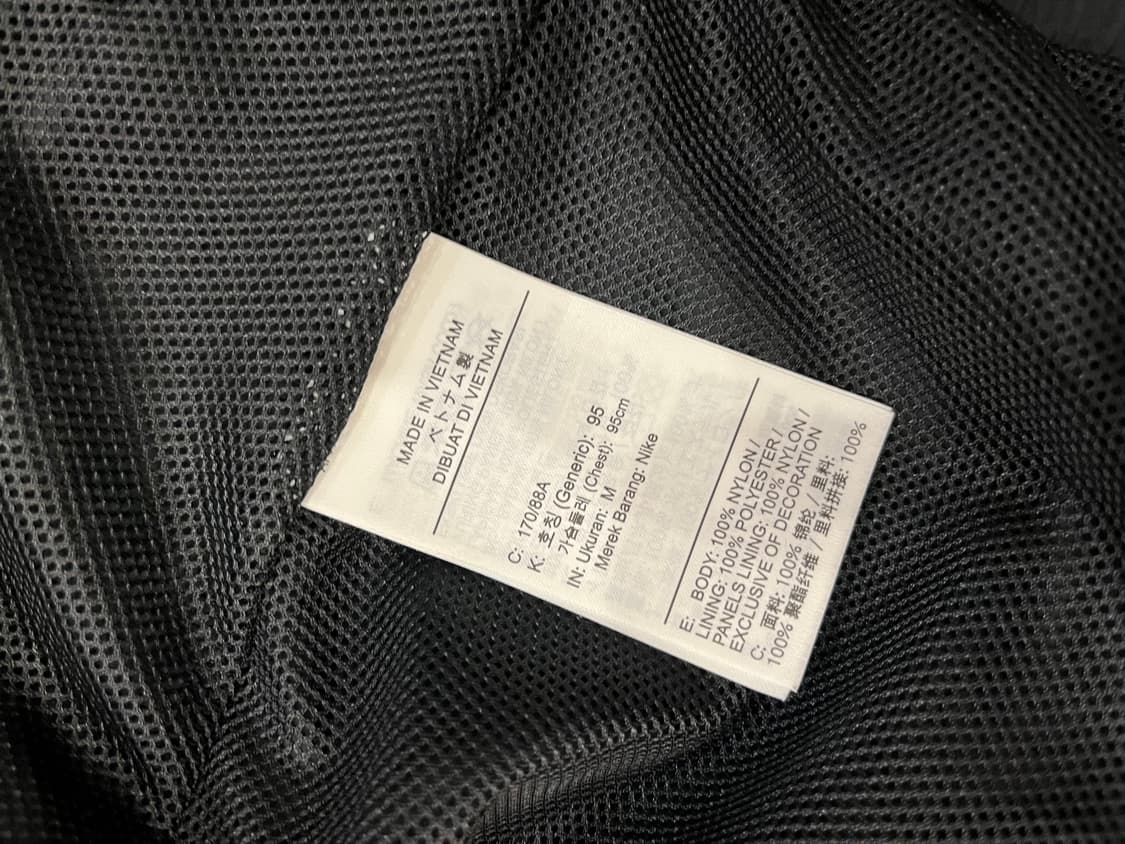 MADE IN VIETNAM
ベトナム製
DIBUAT DI VIETNAM
C: 170/88A
K: 호칭 (Generic): 95
가슴둘레 (Chest): 95cm
IN: Ukuran: M
Merek Barang: Nike
E: BODY: 100% NYLON /
LINING: 100% POLYESTER /
PANELS LINING: 100% NYLON /
EXCLUSIVE OF DECORATION
C: 面料: 100% 锦纶 / 里料:
100% 聚酯纤维 / 里料拼接: 100%